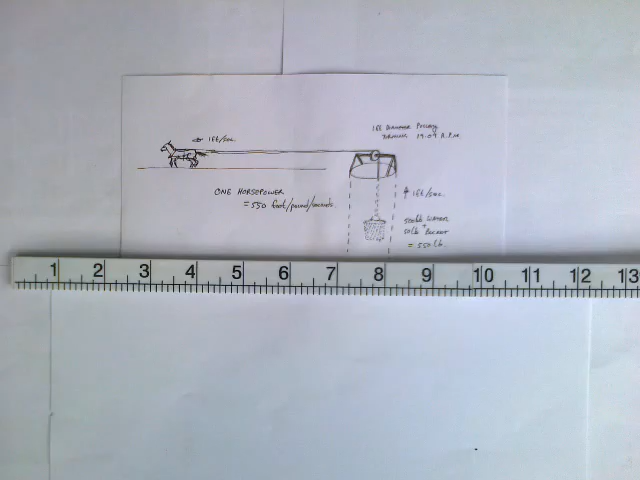 1ft/sec
1ft Diameter Pulley
Turning 19.09 R.P.M
ONE HORSEPOWER
= 550 foot/pound/seconds
1ft/sec
500lb Water
+
50lb Bucket
= 550 lb
1 2 3 4 5 6 7 8 9 10 11 12 13